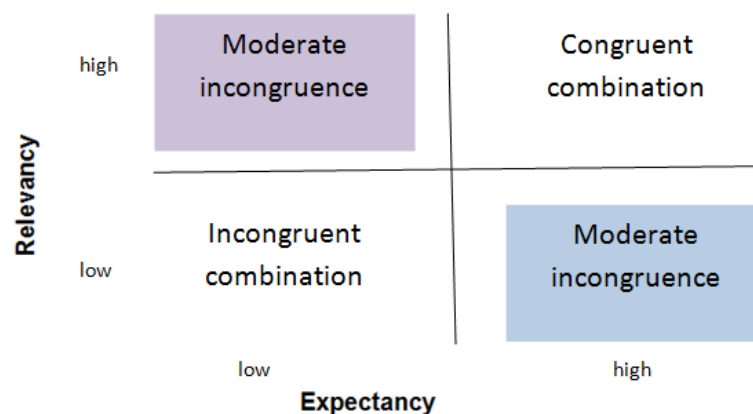 high
Moderate
incongruence
Congruent
combination
Relevancy
low
Incongruent
combination
Moderate
incongruence
low
high
Expectancy